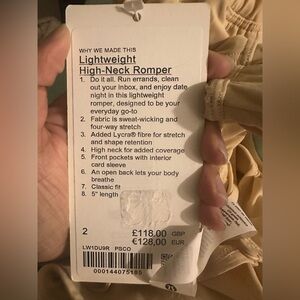 WHY WE MADE THIS
Lightweight
High-Neck Romper
1. Do it all. Run errands, clean
out your inbox, and enjoy date
night in this lightweight
romper, designed to be your
everyday go-to
2. Fabric is sweat-wicking and
four-way stretch
3. Added Lycra® fibre for stretch
and shape retention
4. High neck for added coverage
5. Front pockets with interior
card sleeve
6. An open back lets your body
breathe
7. Classic fit
8. 5" length
2 £118.00 GBP
€128,00 EUR
LW1DU9R PSCO
000144075185